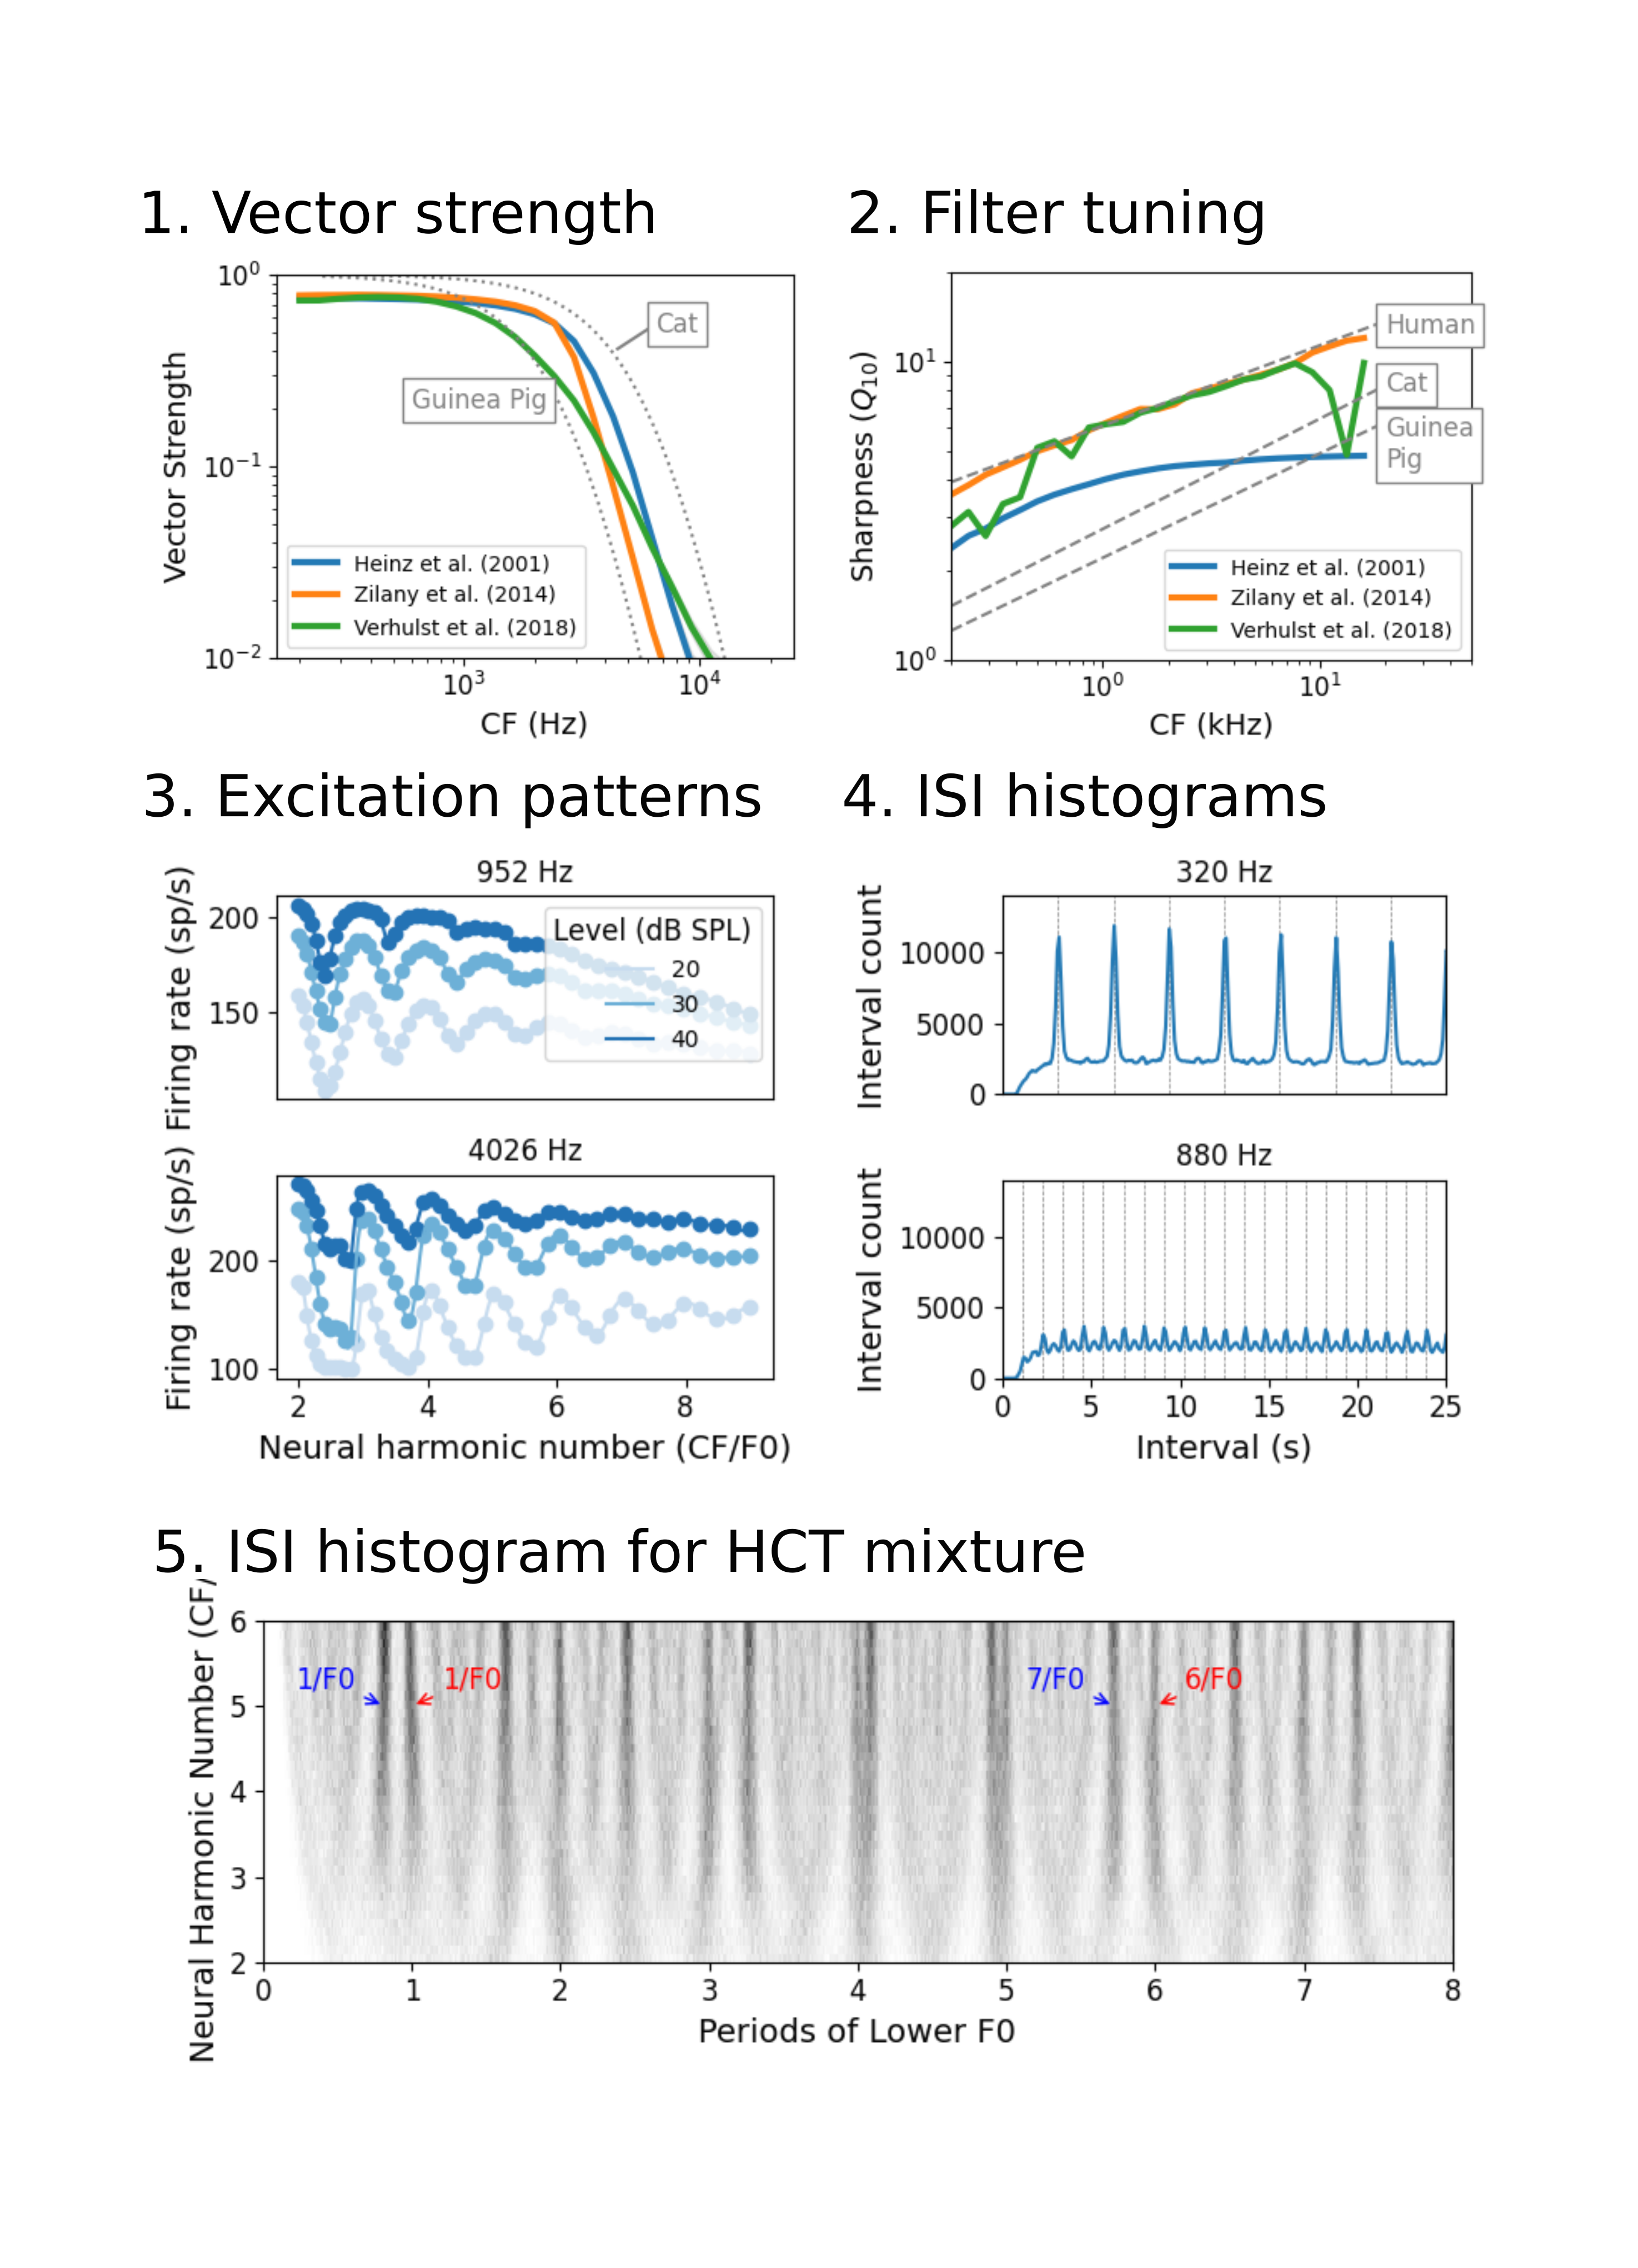 1. Vector strength
2. Filter tuning
Vector Strength
10⁰
10⁻¹
10⁻²
Cat
Guinea Pig
Heinz et al. (2001)
Zilany et al. (2014)
Verhulst et al. (2018)
10³
10⁴
CF (Hz)
Sharpness (Q₁₀)
10¹
10⁰
Human
Cat
Guinea
Pig
Heinz et al. (2001)
Zilany et al. (2014)
Verhulst et al. (2018)
10⁰
10¹
CF (kHz)
3. Excitation patterns
4. ISI histograms
952 Hz
Firing rate (sp/s)
200
150
Level (dB SPL)
20
30
40
4026 Hz
Firing rate (sp/s)
200
100
2 4 6 8
Neural harmonic number (CF/F0)
320 Hz
Interval count
10000
5000
0
880 Hz
Interval count
10000
5000
0
0 5 10 15 20 25
Interval (s)
5. ISI histogram for HCT mixture
Neural Harmonic Number (CF/
6
5
4
3
2
1/F0
1/F0
7/F0
6/F0
0 1 2 3 4 5 6 7 8
Periods of Lower F0